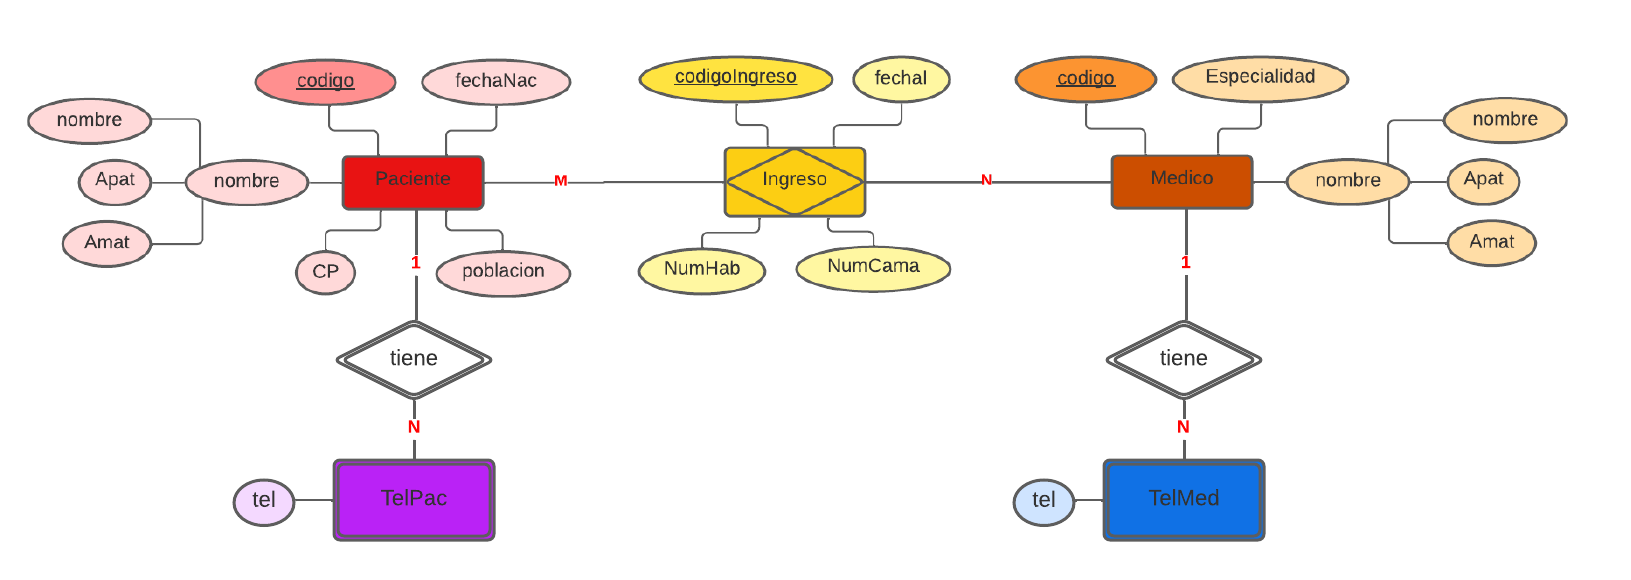 codigo
fechaNac
codigoIngreso
fechaI
codigo
Especialidad
nombre
nombre
Apat
nombre
Paciente
M
Ingreso
N
Medico
nombre
Apat
Amat
Amat
CP
1
poblacion
NumHab
NumCama
1
tiene
tiene
N
N
tel
TelPac
tel
TelMed